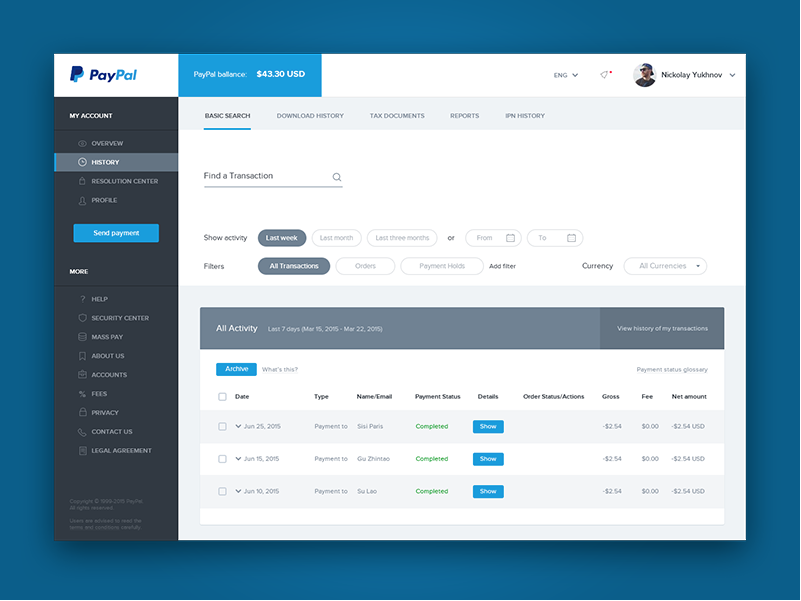 PayPal
PayPal ballance: $43.30 USD
ENG
Nickolay Yukhnov
MY ACCOUNT
OVERVEW
HISTORY
RESOLUTION CENTER
PROFILE
Send payment
MORE
HELP
SECURITY CENTER
MASS PAY
ABOUT US
ACCOUNTS
FEES
PRIVACY
CONTACT US
LEGAL AGREEMENT
Copyright © 1999-2015 PayPal.
All rights reserved.
Users are advised to read the
terms and conditions carefully.
BASIC SEARCH DOWNLOAD HISTORY TAX DOCUMENTS REPORTS IPN HISTORY
Find a Transaction
Show activity Last week Last month Last three months or From To
Filters All Transactions Orders Payment Holds Add filter Currency All Currencies
All Activity Last 7 days (Mar 15, 2015 - Mar 22, 2015) View history of my transactions
Archive What's this? Payment status glossary
Date Type Name/Email Payment Status Details Order Status/Actions Gross Fee Net amount
Jun 25, 2015 Payment to Sisi Paris Completed Show -$2.54 $0.00 -$2.54 USD
Jun 15, 2015 Payment to Gu Zhintao Completed Show -$2.54 $0.00 -$2.54 USD
Jun 10, 2015 Payment to Su Lao Completed Show -$2.54 $0.00 -$2.54 USD